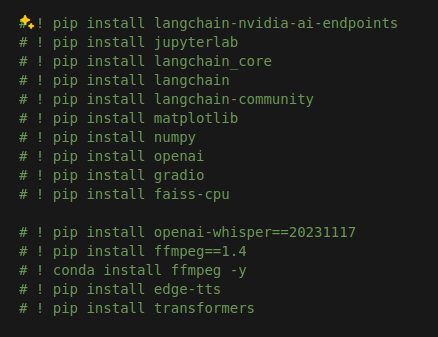 # ! pip install langchain-nvidia-ai-endpoints
# ! pip install jupyterlab
# ! pip install langchain_core
# ! pip install langchain
# ! pip install langchain-community
# ! pip install matplotlib
# ! pip install numpy
# ! pip install openai
# ! pip install gradio
# ! pip install faiss-cpu
# ! pip install openai-whisper==20231117
# ! pip install ffmpeg==1.4
# ! conda install ffmpeg -y
# ! pip install edge-tts
# ! pip install transformers